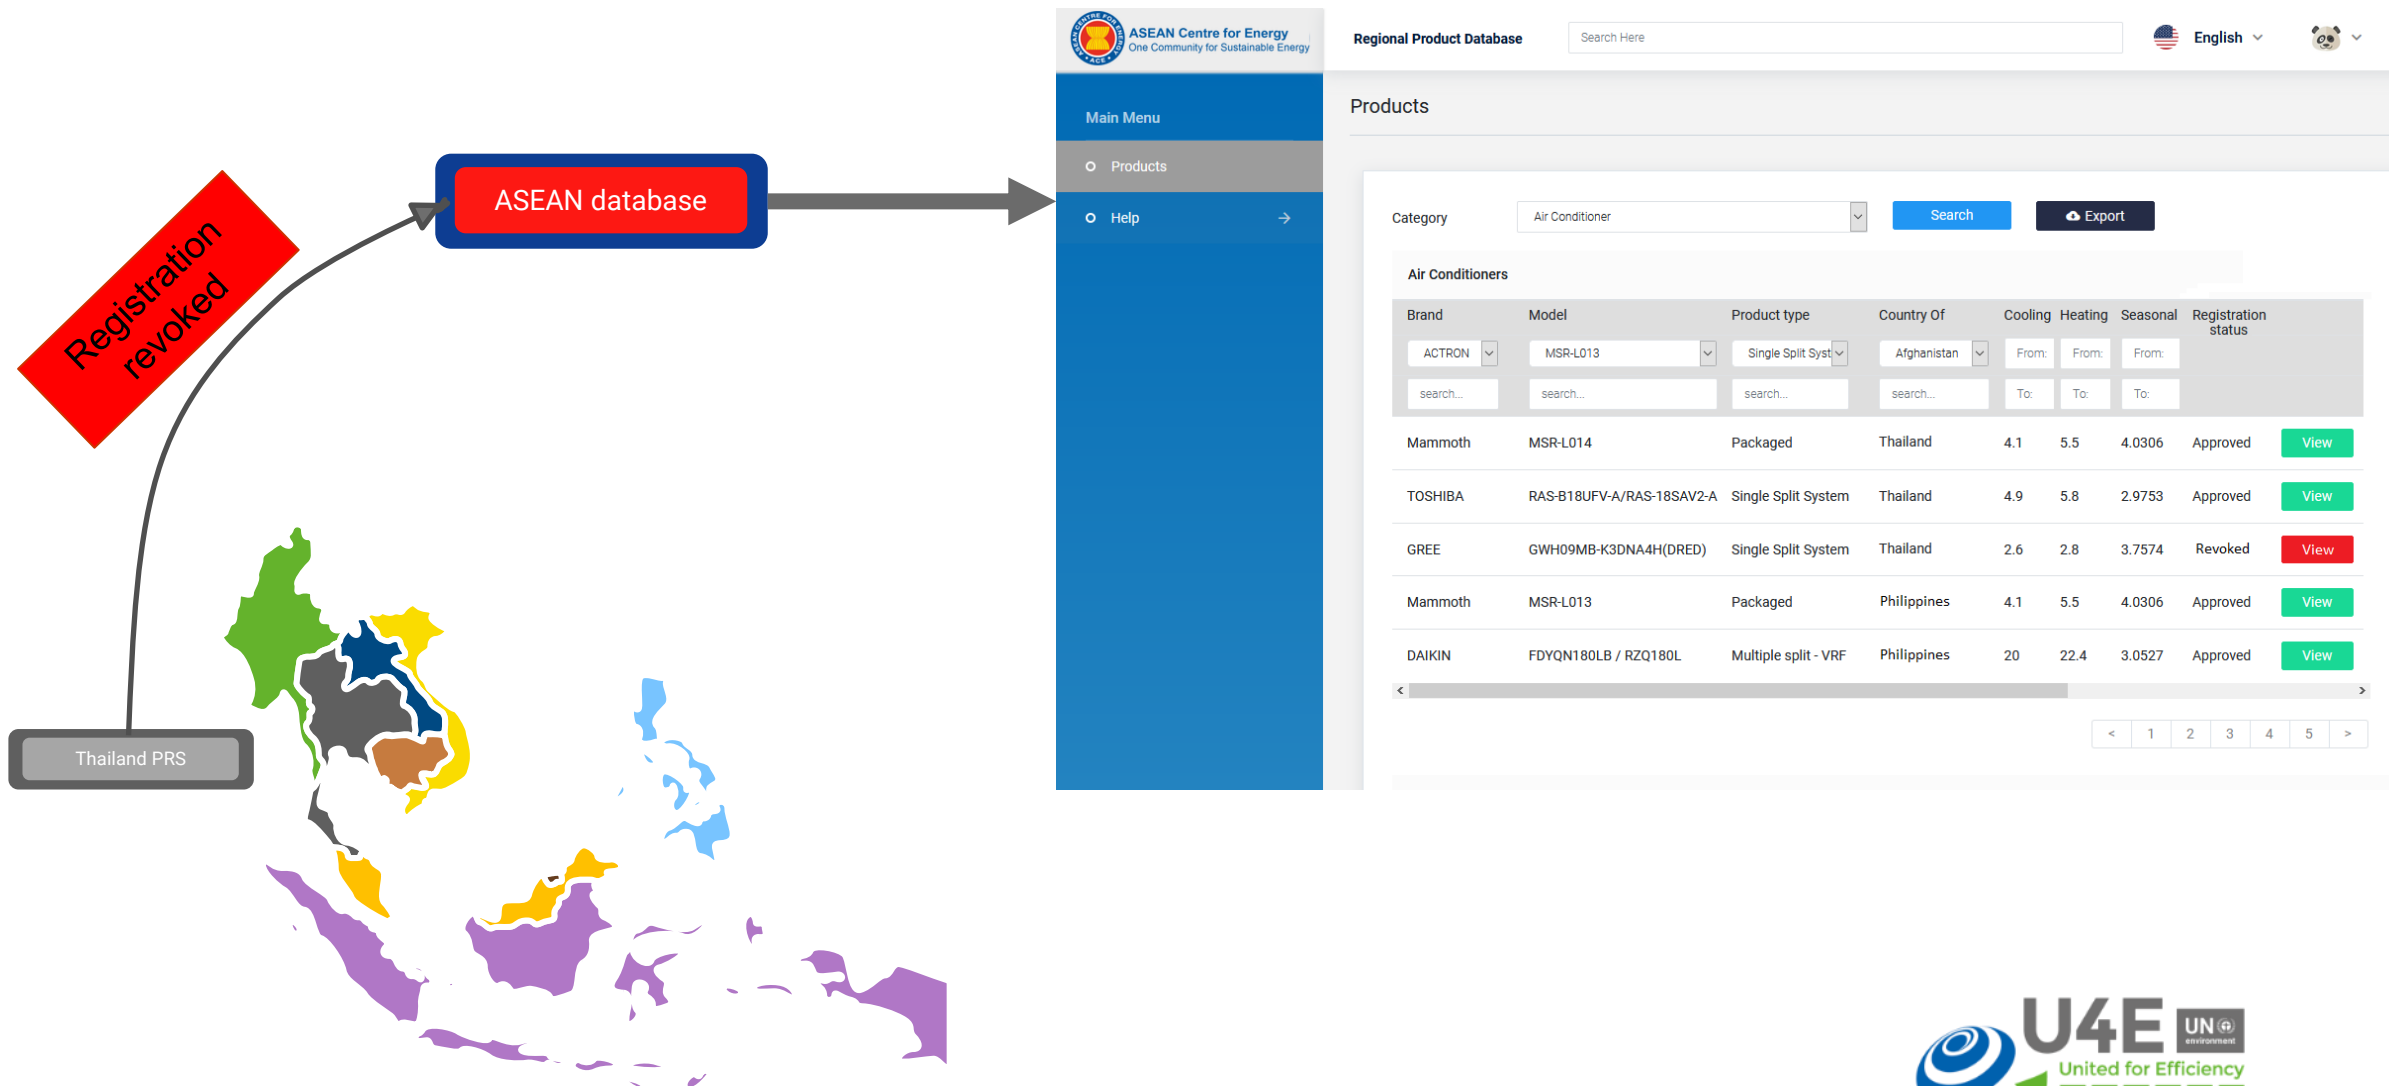 Registration
revoked
ASEAN database
Thailand PRS
ASEAN Centre for Energy
One Community for Sustainable Energy
Main Menu
Products
Help
Regional Product Database
Search Here
English
Products
Category
Air Conditioner
Search
Export
Air Conditioners
Brand Model Product type Country Of Cooling Heating Seasonal Registration
status
ACTRON MSR-L013 Single Split Syst Afghanistan From: From: From:
search... search... search... search... To: To: To:
Mammoth MSR-L014 Packaged Thailand 4.1 5.5 4.0306 Approved View
TOSHIBA RAS-B18UFV-A/RAS-18SAV2-A Single Split System Thailand 4.9 5.8 2.9753 Approved View
GREE GWH09MB-K3DNA4H(DRED) Single Split System Thailand 2.6 2.8 3.7574 Revoked View
Mammoth MSR-L013 Packaged Philippines 4.1 5.5 4.0306 Approved View
DAIKIN FDYQN180LB / RZQ180L Multiple split - VRF Philippines 20 22.4 3.0527 Approved View
< 1 2 3 4 5 >
U4E
UN
environment
United for Efficiency